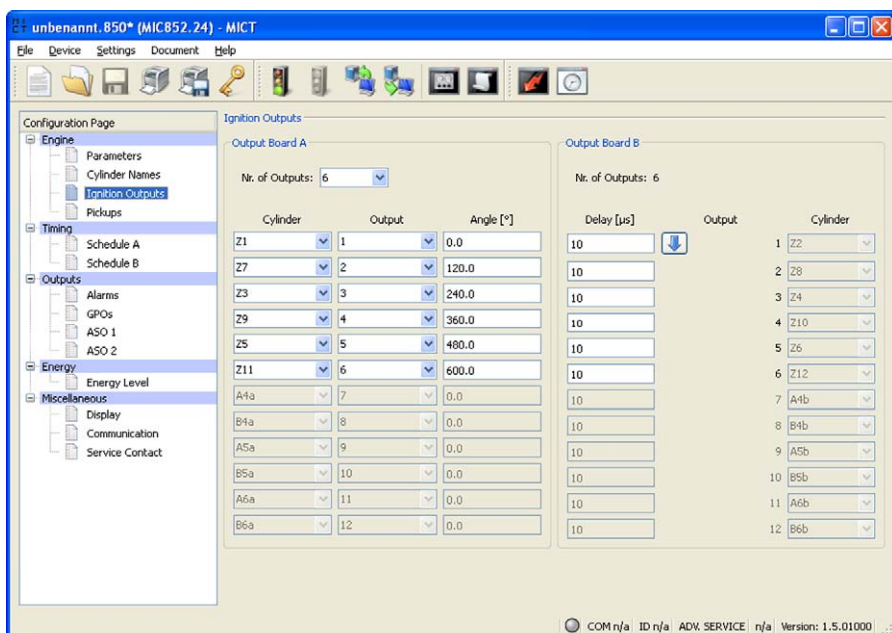 unbenannt.850* (MIC852.24) - MICT
File Device Settings Document Help
Configuration Page
Engine
Parameters
Cylinder Names
Ignition Outputs
Pickups
Timing
Schedule A
Schedule B
Outputs
Alarms
GPOs
ASO 1
ASO 2
Energy
Energy Level
Miscellaneous
Display
Communication
Service Contact
Ignition Outputs
Output Board A
Nr. of Outputs: 6
Cylinder Output Angle [°]
Z1 1 0.0
Z7 2 120.0
Z3 3 240.0
Z9 4 360.0
Z5 5 480.0
Z11 6 600.0
A4a 7 0.0
B4a 8 0.0
A5a 9 0.0
B5a 10 0.0
A6a 11 0.0
B6a 12 0.0
Output Board B
Nr. of Outputs: 6
Delay [µs] Output Cylinder
10 1 Z2
10 2 Z8
10 3 Z4
10 4 Z10
10 5 Z6
10 6 Z12
10 7 A4b
10 8 B4b
10 9 A5b
10 10 B5b
10 11 A6b
10 12 B6b
COM n/a ID n/a ADV. SERVICE n/a Version: 1.5.01000